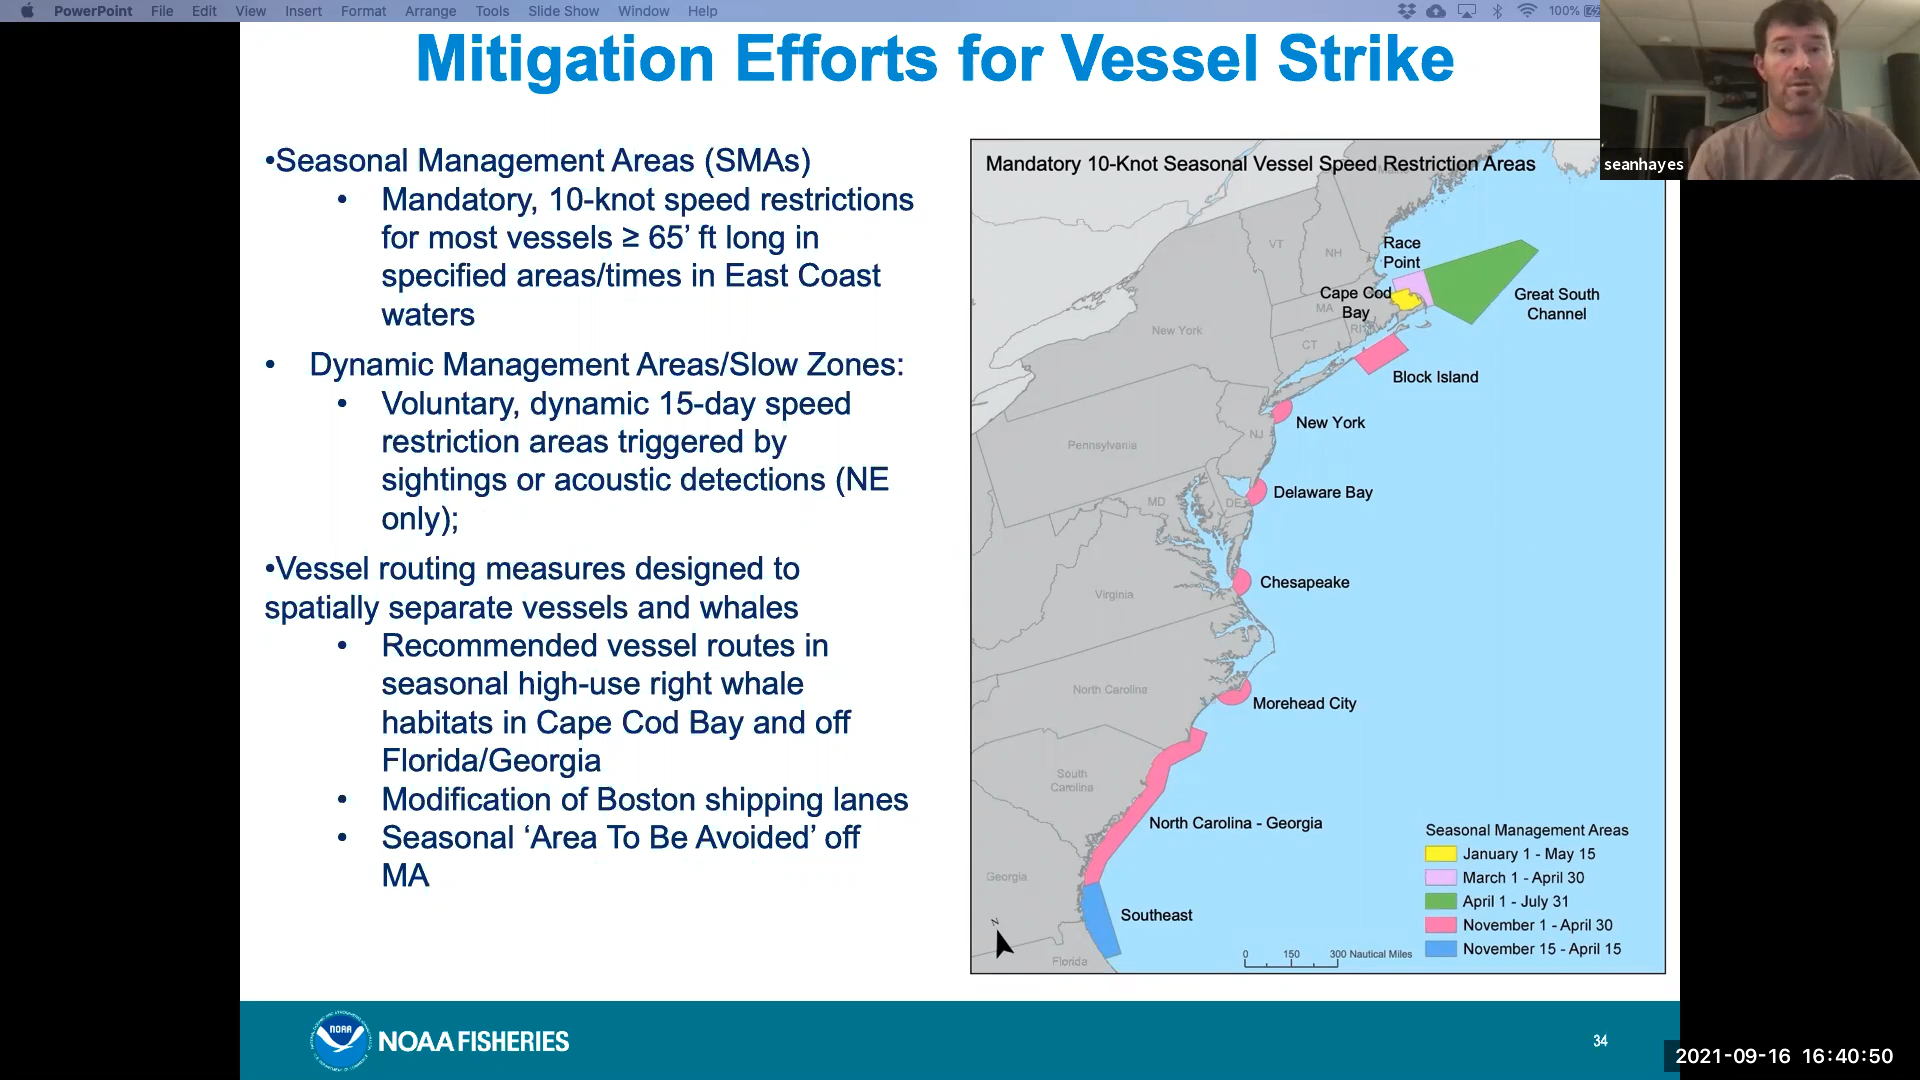 PowerPoint File Edit View Insert Format Arrange Tools Slide Show Window Help 100%
Mitigation Efforts for Vessel Strike
seanhayes
•Seasonal Management Areas (SMAs)
• Mandatory, 10-knot speed restrictions
for most vessels ≥ 65’ ft long in
specified areas/times in East Coast
waters
• Dynamic Management Areas/Slow Zones:
• Voluntary, dynamic 15-day speed
restriction areas triggered by
sightings or acoustic detections (NE
only);
•Vessel routing measures designed to
spatially separate vessels and whales
• Recommended vessel routes in
seasonal high-use right whale
habitats in Cape Cod Bay and off
Florida/Georgia
• Modification of Boston shipping lanes
• Seasonal ‘Area To Be Avoided’ off
MA
Mandatory 10-Knot Seasonal Vessel Speed Restriction Areas
Maine
VT
NH
Race
Point
Cape Cod
Bay
MA
Great South
Channel
New York
RI
CT
Block Island
New York
NJ
Pennsylvania
Delaware Bay
MD
DE
Chesapeake
Virginia
North Carolina
Morehead City
South
Carolina
North Carolina - Georgia
Georgia
Southeast
Florida
N
0 150 300 Nautical Miles
Seasonal Management Areas
January 1 - May 15
March 1 - April 30
April 1 - July 31
November 1 - April 30
November 15 - April 15
NOAA
NOAA FISHERIES
34
2021-09-16 16:40:50